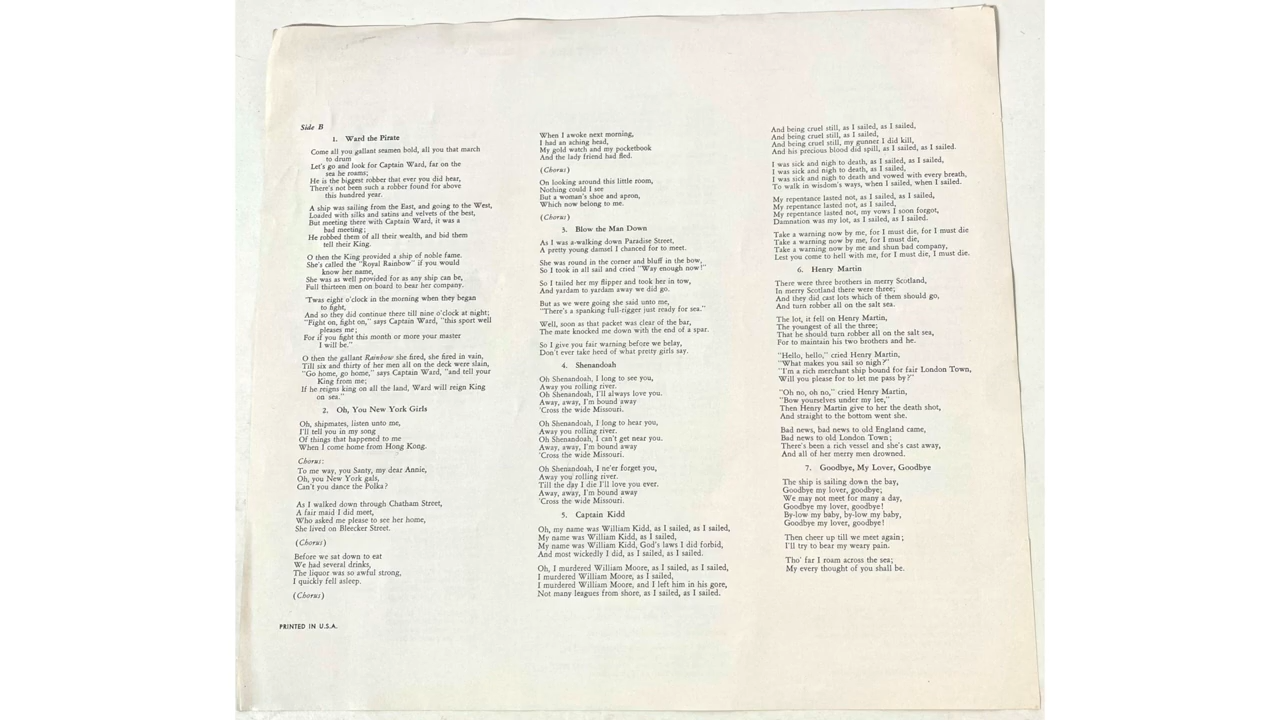 Side B
1. Ward the Pirate
Come all you gallant seamen bold, all you that march
to drum
Let's go and look for Captain Ward, far on the
sea he roams;
He is the biggest robber that ever you did hear,
There's not been such a robber found for above
this hundred year.
A ship was sailing from the East, and going to the West,
Loaded with silks and satins and velvets of the best,
But meeting there with Captain Ward, it was a
bad meeting;
He robbed them of all their wealth, and bid them
tell their King.
O then the King provided a ship of noble fame.
She's called the "Royal Rainbow" if you would
know her name,
She was as well provided for as any ship can be,
Full thirteen men on board to bear her company.
'Twas eight o'clock in the morning when they began
to fight,
And so they did continue there till nine o'clock at night;
"Fight on, fight on," says Captain Ward, "this sport well
pleases me;
For if you fight this month or more your master
I will be."
O then the gallant Rainbow she fired, she fired in vain,
Till six and thirty of her men all on the deck were slain,
"Go home, go home," says Captain Ward, "and tell your
King from me;
If he reigns king on all the land, Ward will reign King
on sea."
2. Oh, You New York Girls
Oh, shipmates, listen unto me,
I'll tell you in my song
Of things that happened to me
When I come home from Hong Kong.
Chorus:
To me way, you Santy, my dear Annie,
Oh, you New York gals,
Can't you dance the Polka?
As I walked down through Chatham Street,
A fair maid I did meet,
Who asked me please to see her home,
She lived on Bleecker Street.
(Chorus)
Before we sat down to eat
We had several drinks,
The liquor was so awful strong,
I quickly fell asleep.
(Chorus)
PRINTED IN U.S.A.
When I awoke next morning,
I had an aching head,
My gold watch and my pocketbook
And the lady friend had fled.
(Chorus)
On looking around this little room,
Nothing could I see
But a woman's shoe and apron,
Which now belong to me.
(Chorus)
3. Blow the Man Down
As I was a-walking down Paradise Street,
A pretty young damsel I chanced for to meet.
She was round in the corner and bluff in the bow,
So I took in all sail and cried "Way enough now!"
So I tailed her my flipper and took her in tow,
And yardam to yardam away we did go.
But as we were going she said unto me,
"There's a spanking full-rigger just ready for sea."
Well, soon as that packet was clear of the bar,
The mate knocked me down with the end of a spar.
So I give you fair warning before we belay,
Don't ever take heed of what pretty girls say.
4. Shenandoah
Oh Shenandoah, I long to see you,
Away you rolling river.
Oh Shenandoah, I'll always love you.
Away, away, I'm bound away
'Cross the wide Missouri.
Oh Shenandoah, I long to hear you,
Away you rolling river.
Oh Shenandoah, I can't get near you.
Away, away, I'm bound away
'Cross the wide Missouri.
Oh Shenandoah, I ne'er forget you,
Away you rolling river.
Till the day I die I'll love you ever.
Away, away, I'm bound away
'Cross the wide Missouri.
5. Captain Kidd
Oh, my name was William Kidd, as I sailed, as I sailed,
My name was William Kidd, as I sailed,
My name was William Kidd, God's laws I did forbid,
And most wickedly I did, as I sailed, as I sailed.
Oh, I murdered William Moore, as I sailed, as I sailed,
I murdered William Moore, as I sailed,
I murdered William Moore, and I left him in his gore,
Not many leagues from shore, as I sailed, as I sailed.
And being cruel still, as I sailed, as I sailed,
And being cruel still, as I sailed,
And being cruel still, my gunner I did kill,
And his precious blood did spill, as I sailed, as I sailed.
I was sick and nigh to death, as I sailed, as I sailed,
I was sick and nigh to death, as I sailed,
I was sick and nigh to death and vowed with every breath,
To walk in wisdom's ways, when I sailed, when I sailed.
My repentance lasted not, as I sailed, as I sailed,
My repentance lasted not, as I sailed,
My repentance lasted not, my vows I soon forgot,
Damnation was my lot, as I sailed, as I sailed.
Take a warning now by me, for I must die, for I must die
Take a warning now by me, for I must die,
Take a warning now by me and shun bad company,
Lest you come to hell with me, for I must die, I must die.
6. Henry Martin
There were three brothers in merry Scotland,
In merry Scotland there were three;
And they did cast lots which of them should go,
And turn robber all on the salt sea.
The lot, it fell on Henry Martin,
The youngest of all the three;
That he should turn robber all on the salt sea,
For to maintain his two brothers and he.
"Hello, hello," cried Henry Martin,
"What makes you sail so nigh?"
"I'm a rich merchant ship bound for fair London Town,
Will you please for to let me pass by?"
"Oh no, oh no," cried Henry Martin,
"Bow yourselves under my lee,"
Then Henry Martin give to her the death shot,
And straight to the bottom went she.
Bad news, bad news to old England came,
Bad news to old London Town;
There's been a rich vessel and she's cast away,
And all of her merry men drowned.
7. Goodbye, My Lover, Goodbye
The ship is sailing down the bay,
Goodbye my lover, goodbye;
We may not meet for many a day,
Goodbye my lover, goodbye!
By-low my baby, by-low my baby,
Goodbye my lover, goodbye!
Then cheer up till we meet again;
I'll try to bear my weary pain.
Tho' far I roam across the sea;
My every thought of you shall be.